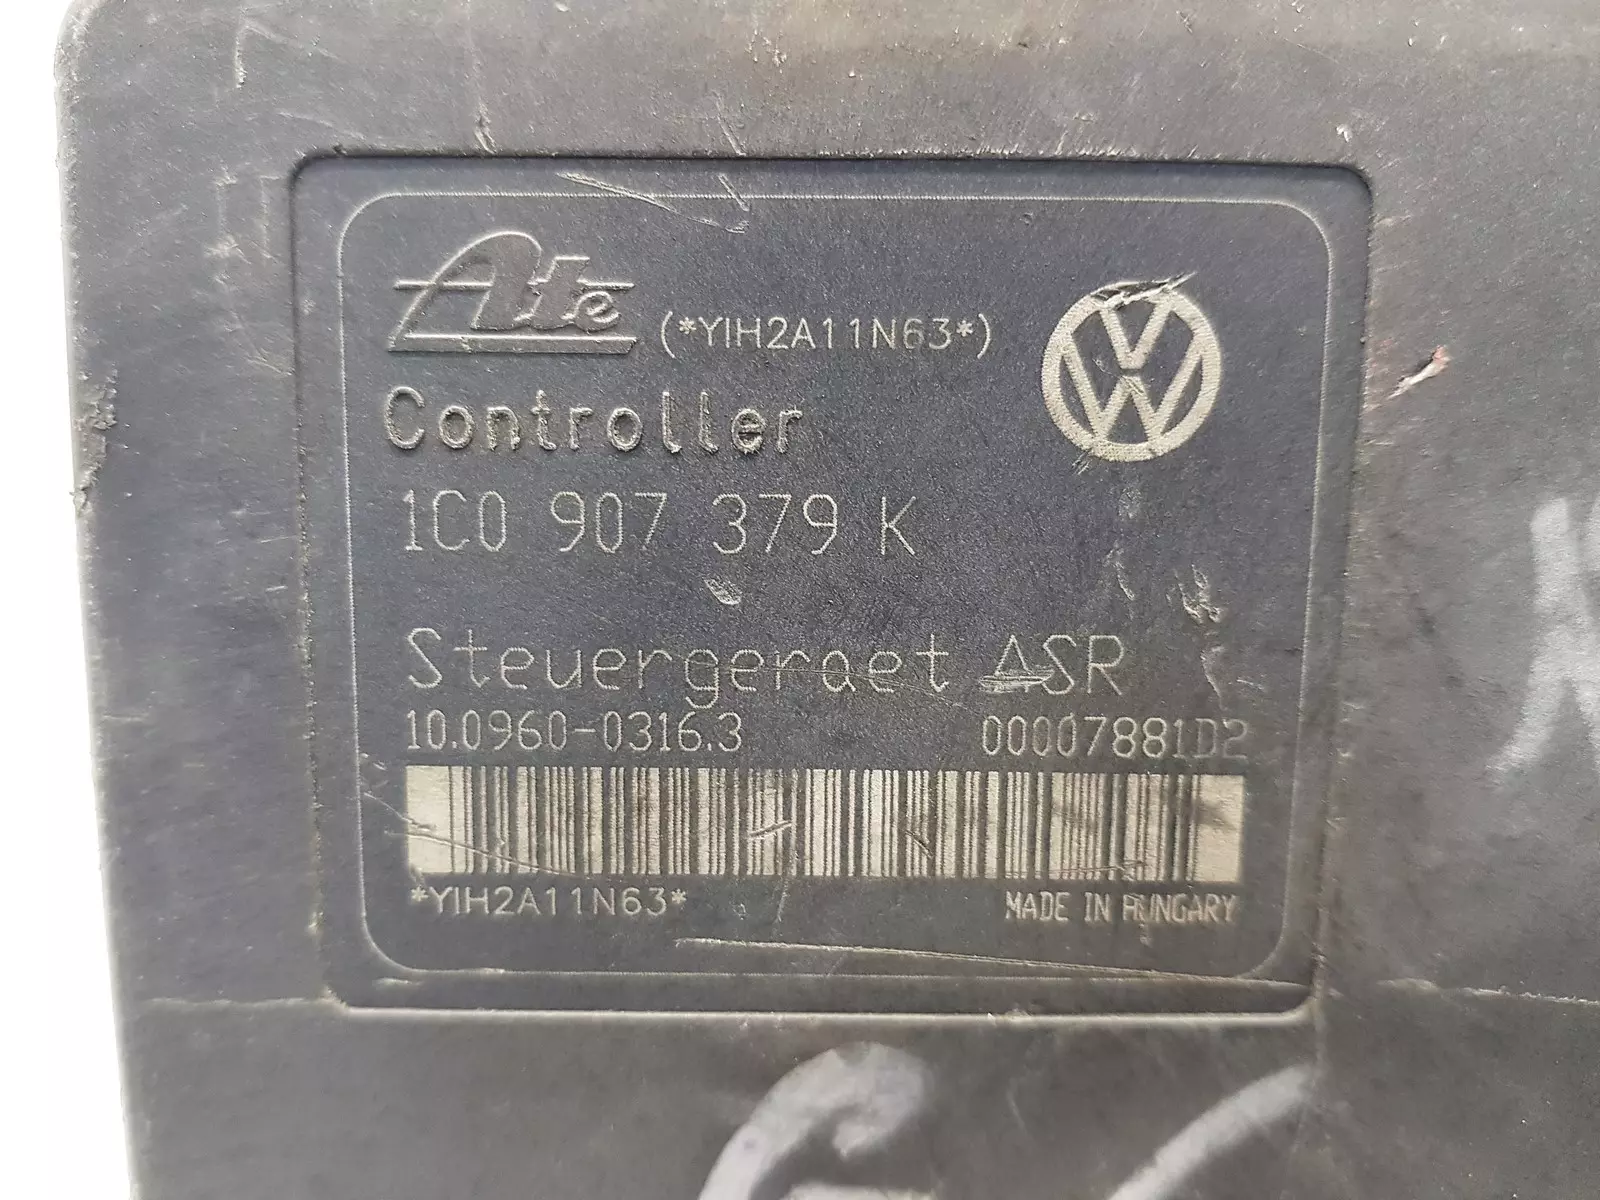 Ate (*YIH2A11N63*)
Controller
1C0 907 379 K
Steuergeraet ASR
10.0960-0316.3 00007881D2
*YIH2A11N63* MADE IN HUNGARY